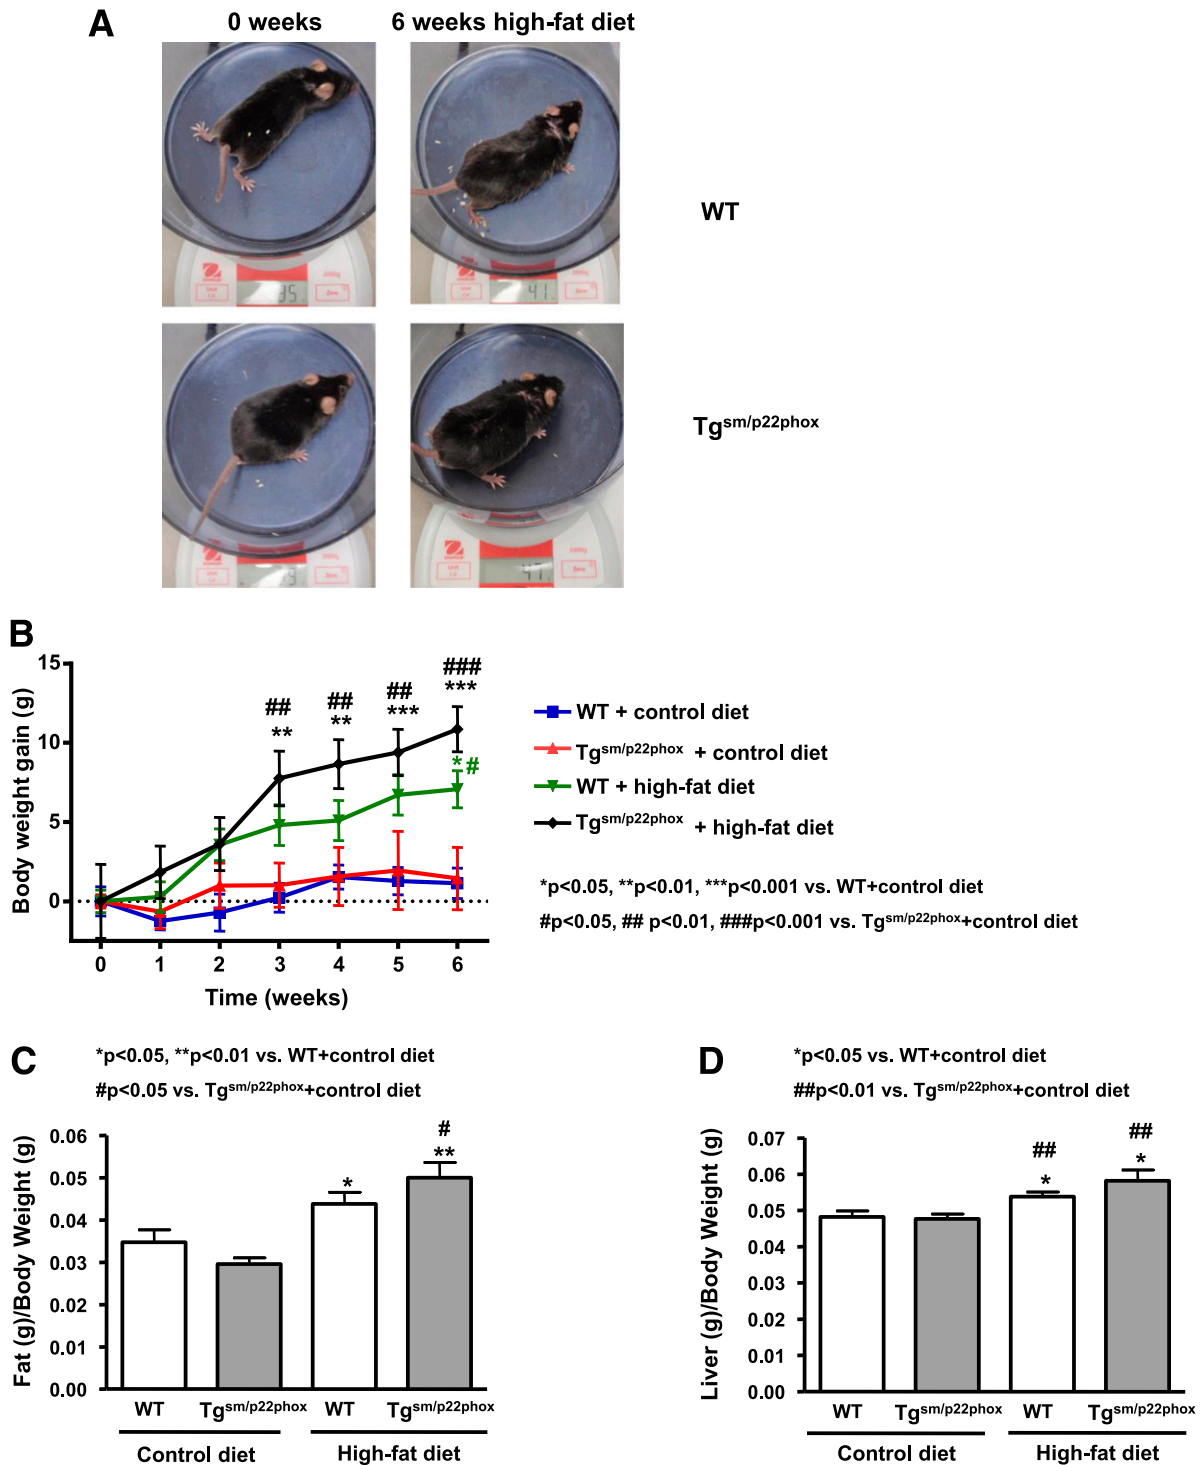 A
0 weeks 6 weeks high-fat diet
35
41
WT
47
Tgsm/p22phox
B
Body weight gain (g)
15
10
5
0
0 1 2 3 4 5 6
Time (weeks)
## ## ## ###
** ** *** ***
* #
WT + control diet
Tgsm/p22phox + control diet
WT + high-fat diet
Tgsm/p22phox + high-fat diet
*p<0.05, **p<0.01, ***p<0.001 vs. WT+control diet
#p<0.05, ## p<0.01, ###p<0.001 vs. Tgsm/p22phox+control diet
C
*p<0.05, **p<0.01 vs. WT+control diet
#p<0.05 vs. Tgsm/p22phox+control diet
Fat (g)/Body Weight (g)
0.06
0.05
0.04
0.03
0.02
0.01
0.00
*
#
**
WT Tgsm/p22phox WT Tgsm/p22phox
Control diet High-fat diet
D
*p<0.05 vs. WT+control diet
##p<0.01 vs. Tgsm/p22phox+control diet
Liver (g)/Body Weight (g)
0.07
0.06
0.05
0.04
0.03
0.02
0.01
0.00
##
*
##
*
WT Tgsm/p22phox WT Tgsm/p22phox
Control diet High-fat diet